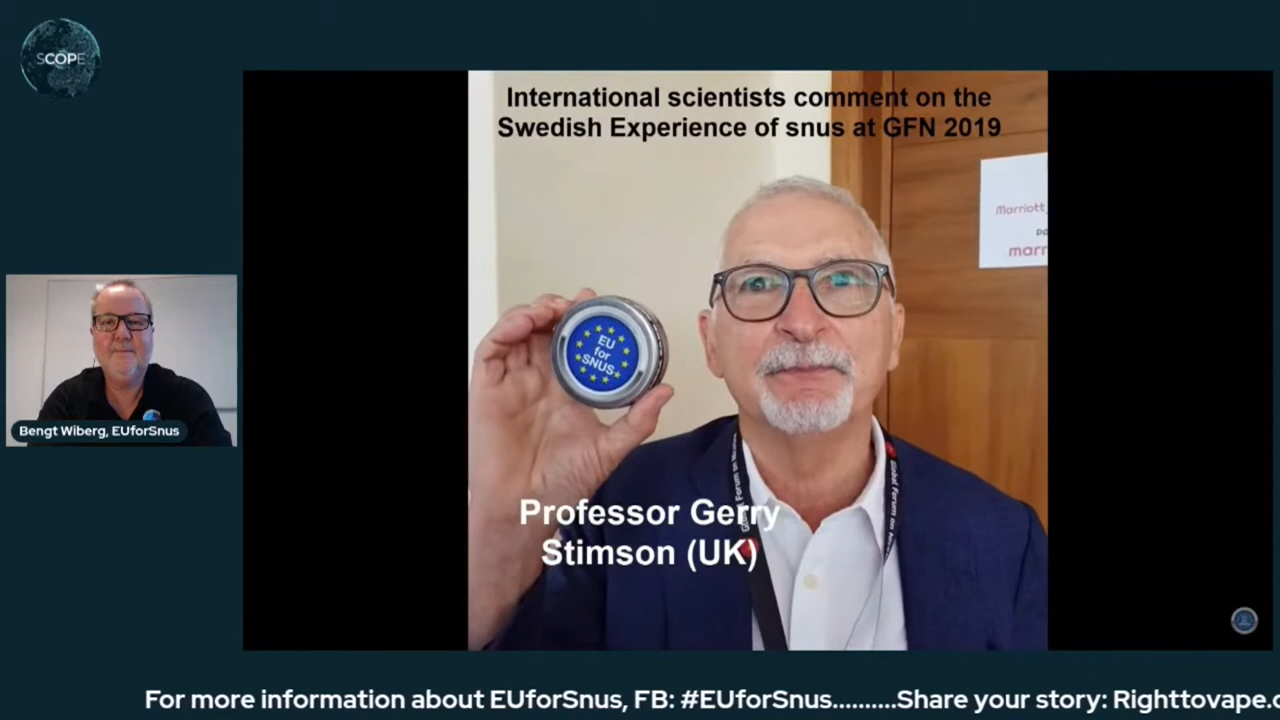 SCOPE
International scientists comment on the
Swedish Experience of snus at GFN 2019
Marriott
marr
EU
for
SNUS
Bengt Wiberg, EUforSnus
Professor Gerry
Stimson (UK)
For more information about EUforSnus, FB: #EUforSnus..........Share your story: Righttovape.o